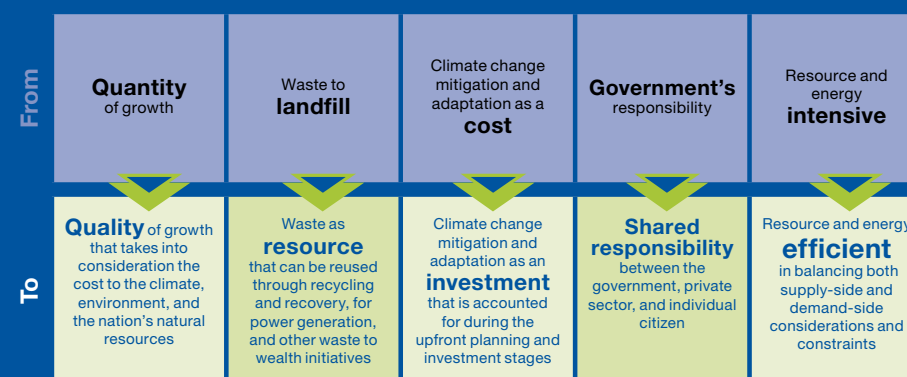 From
Quantity
of growth
Waste to
landfill
Climate change
mitigation and
adaptation as a
cost
Government's
responsibility
Resource and
energy
intensive
To
Quality of growth
that takes into
consideration the
cost to the climate,
environment, and
the nation's natural
resources
Waste as
resource
that can be reused
through recycling
and recovery, for
power generation,
and other waste to
wealth initiatives
Climate change
mitigation and
adaptation as an
investment
that is accounted
for during the
upfront planning and
investment stages
Shared
responsibility
between the
government, private
sector, and individual
citizen
Resource and energy
efficient
in balancing both
supply-side and
demand-side
considerations and
constraints